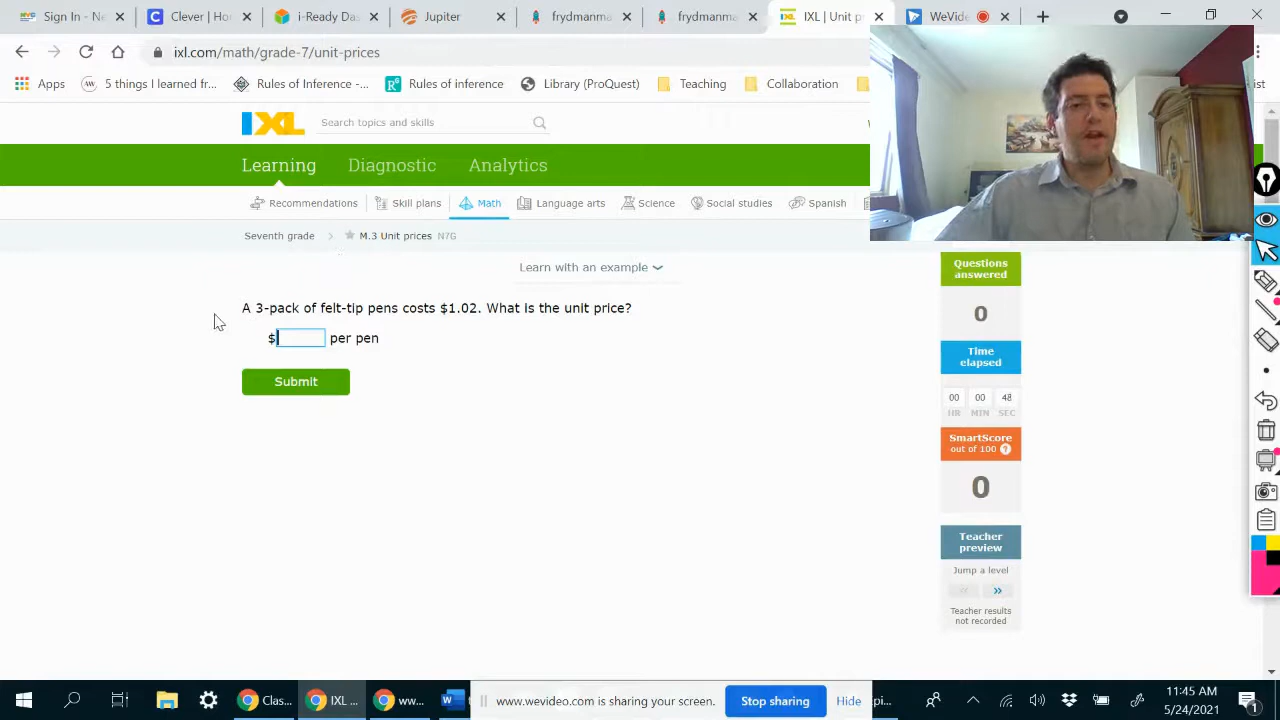 Clever
i-Ready Da
Jupiter
frydmanma
frydmanma
IXL | Unit p
WeVide
ixl.com/math/grade-7/unit-prices
Apps
5 things I learned fr...
Rules of Inference -...
Rules of inference
Library (ProQuest)
Teaching
Collaboration
ist
IXL
Search topics and skills
Learning
Diagnostic
Analytics
Recommendations
Skill plans
Math
Language arts
Science
Social studies
Spanish
Seventh grade
M.3 Unit prices N7G
Learn with an example
A 3-pack of felt-tip pens costs $1.02. What is the unit price?
$ per pen
Submit
Questions
answered
0
Time
elapsed
00 00 48
HR MIN SEC
SmartScore
out of 100 ?
0
Teacher
preview
Jump a level
Teacher results
not recorded
Clas...
IXL ...
ww...
www.wevideo.com is sharing your screen.
Stop sharing
Hide
11:45 AM
5/24/2021
1